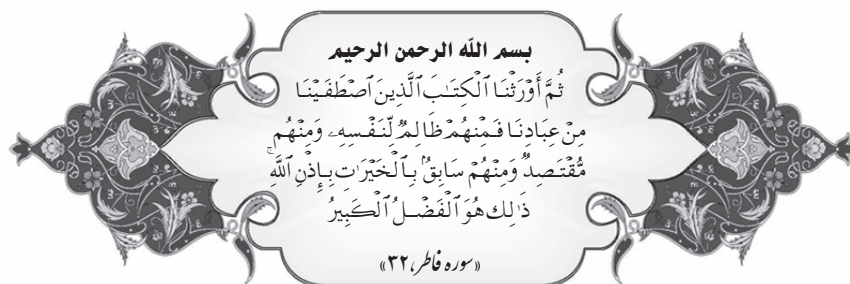 بسم الله الرحمن الرحيم
ثُمَّ أَوْرَثْنَا ٱلْكِتَٰبَ ٱلَّذِينَ ٱصْطَفَيْنَا
مِنْ عِبَادِنَا فَمِنْهُمْ ظَالِمٌ لِّنَفْسِهِۦ وَمِنْهُم
مُّقْتَصِدٌ وَمِنْهُمْ سَابِقٌۢ بِٱلْخَيْرَٰتِ بِإِذْنِ ٱللَّهِ ۚ
ذَٰلِكَ هُوَ ٱلْفَضْلُ ٱلْكَبِيرُ
«سوره فاطر، ۳۲»